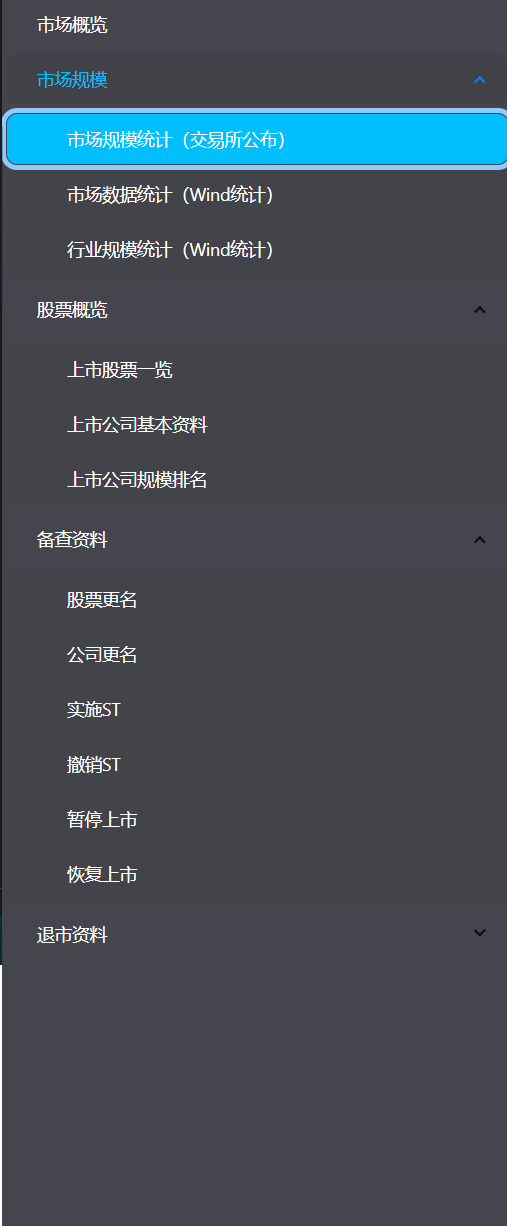 市场概览
市场规模
市场规模统计（交易所公布）
市场数据统计（Wind统计）
行业规模统计（Wind统计）
股票概览
上市股票一览
上市公司基本资料
上市公司规模排名
备查资料
股票更名
公司更名
实施ST
撤销ST
暂停上市
恢复上市
退市资料